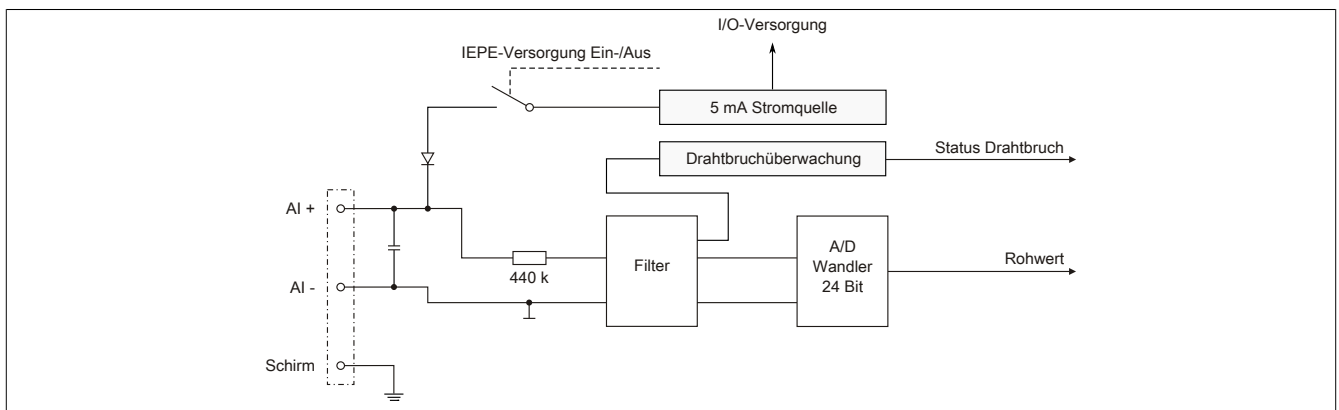 I/O-Versorgung
IEPE-Versorgung Ein-/Aus
5 mA Stromquelle
Drahtbruchüberwachung
Status Drahtbruch
AI +
440 k
Filter
A/D
Wandler
24 Bit
Rohwert
AI -
Schirm